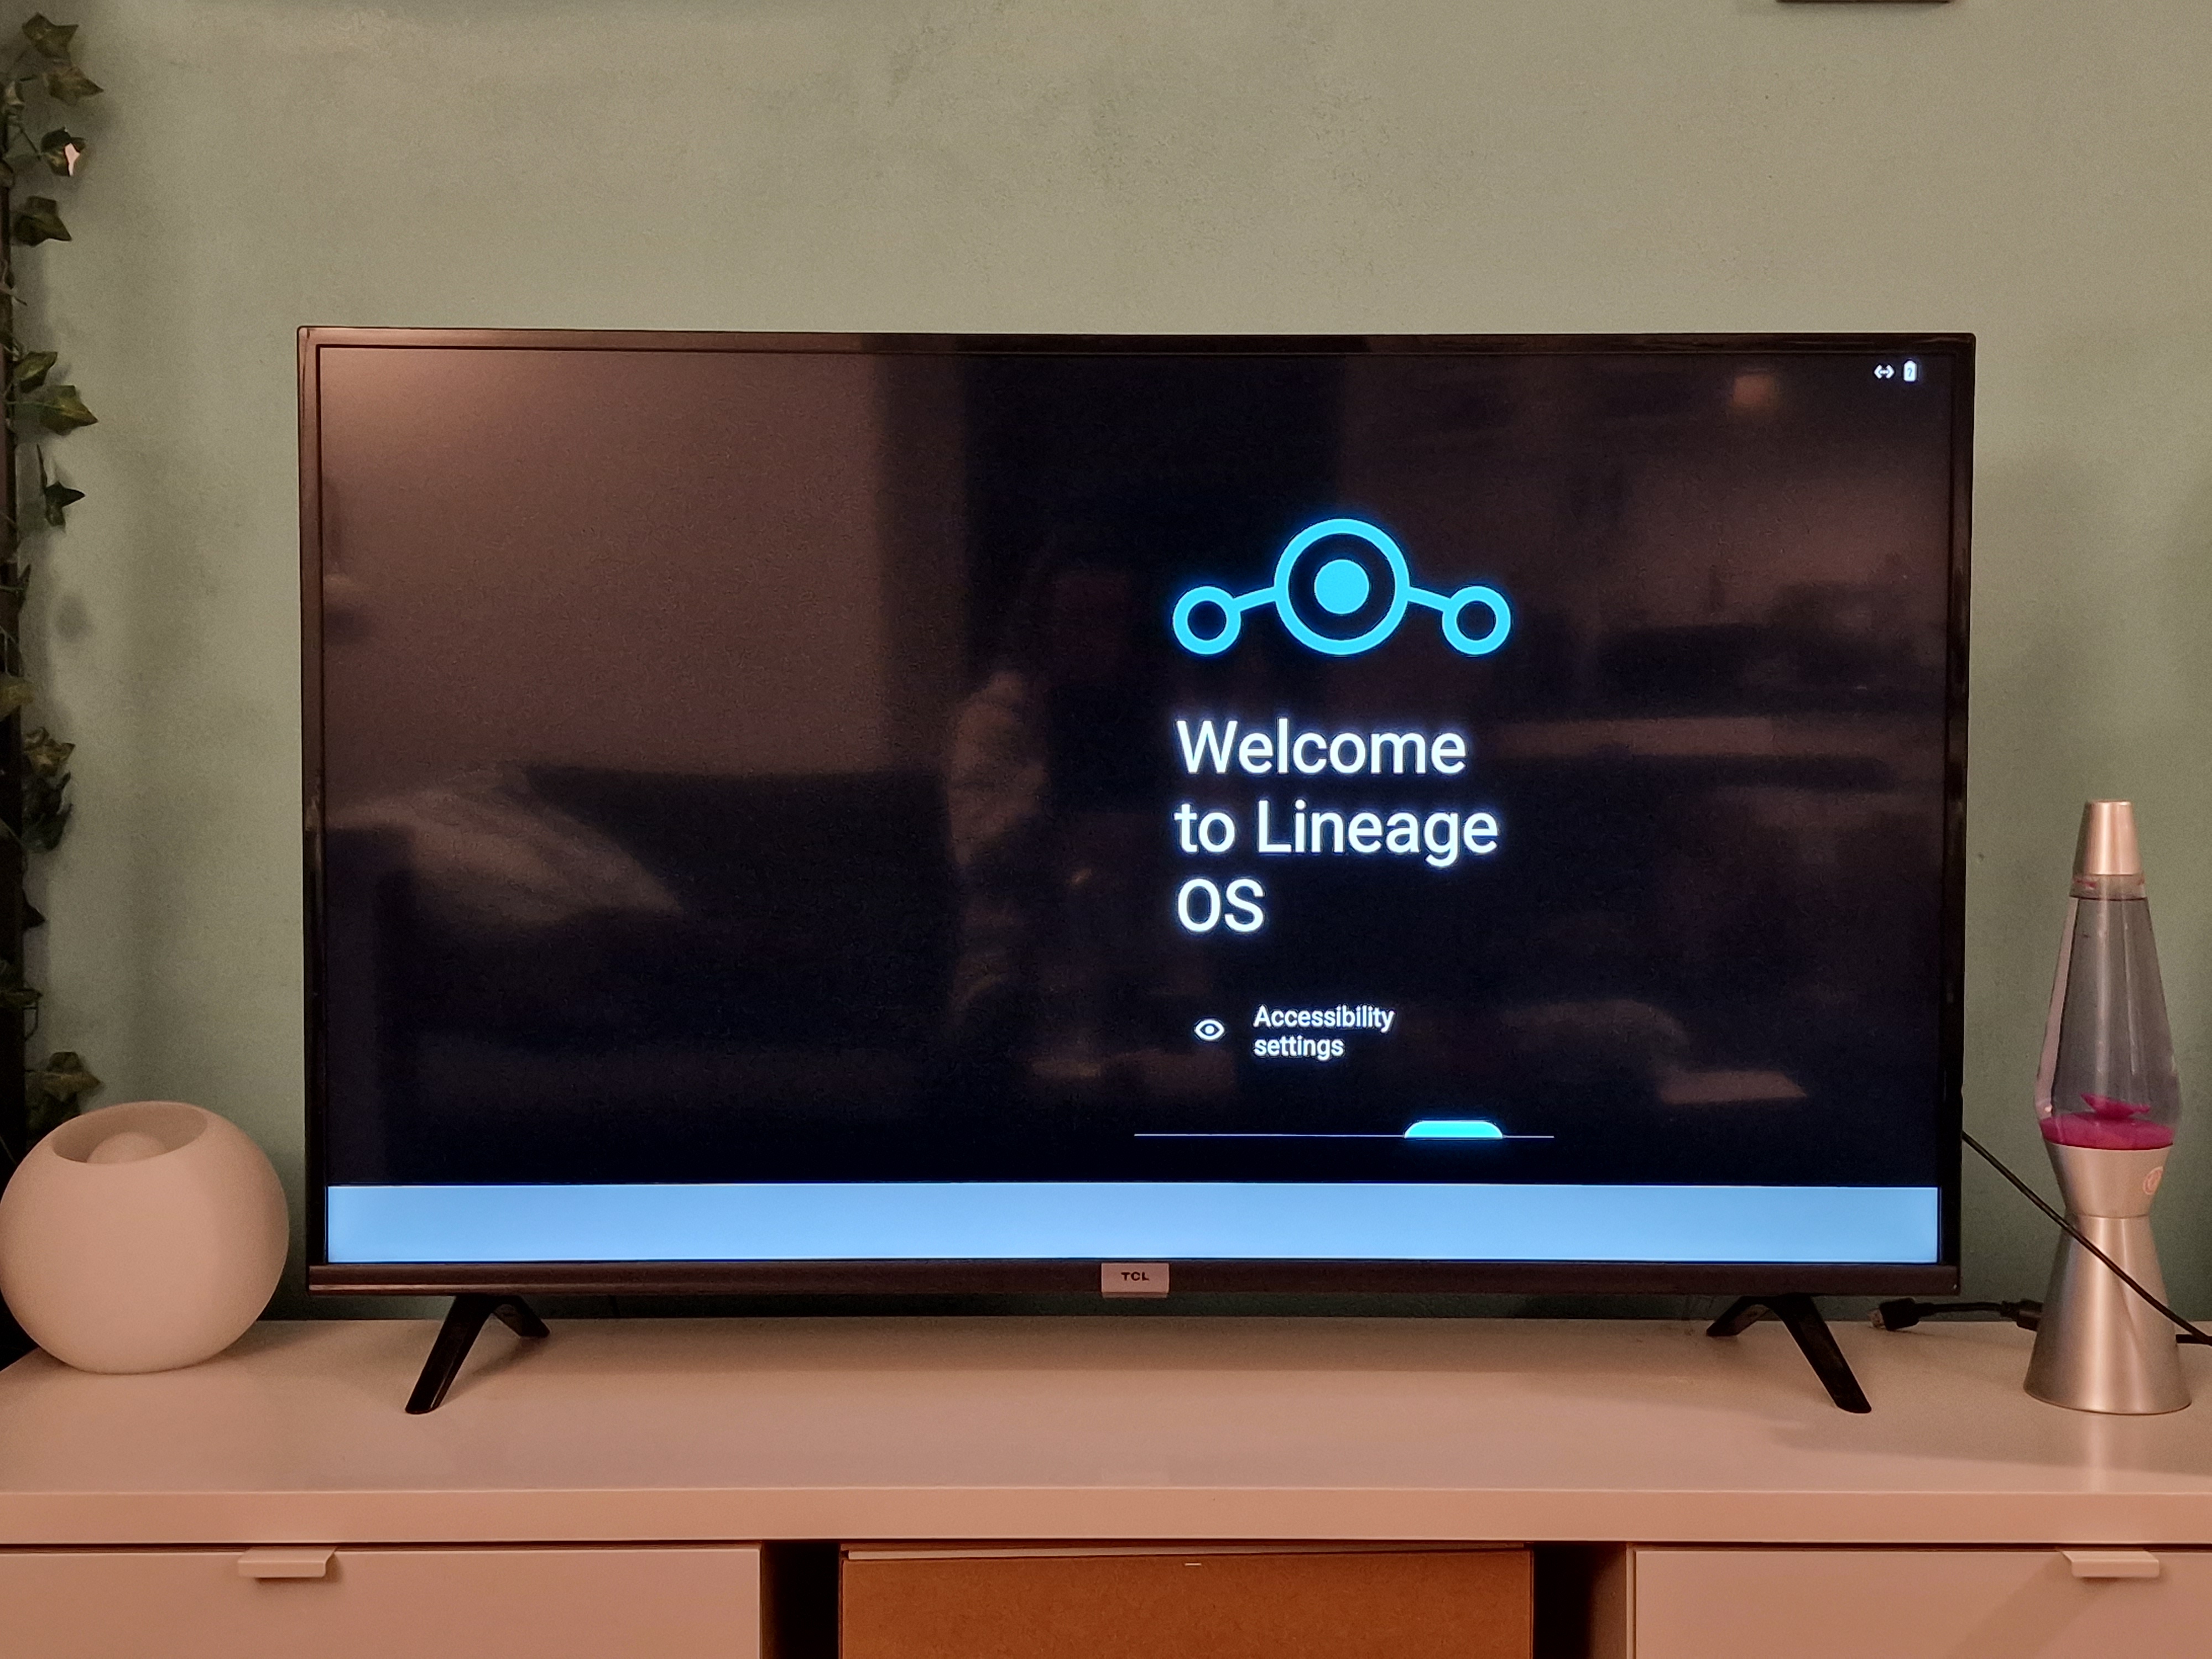 Welcome
to Lineage
OS
Accessibility
settings
TCL